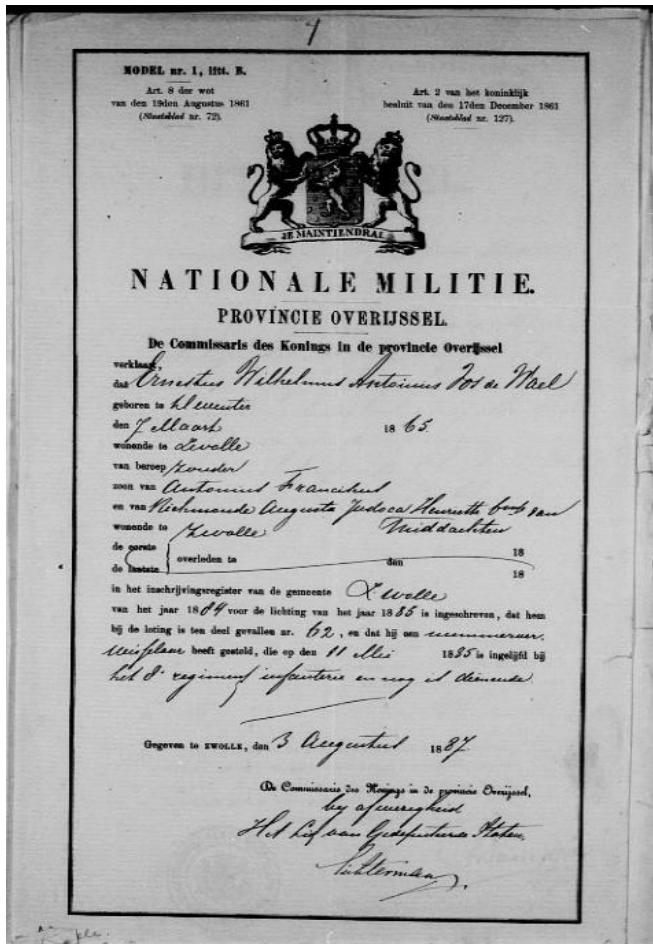 1
MODEL nr. 1, litt. B.
Art. 8 der wet
van den 19den Augustus 1861
(Staatsblad nr. 72).
Art. 2 van het koninklijk
besluit van den 17den December 1861
(Staatsblad nr. 127).
JE MAINTIENDRAI
NATIONALE MILITIE.
PROVINCIE OVERIJSSEL.
De Commissaris des Konings in de provincie Overijssel
verklaart,
dat Ernestus Wilhelmus Antonius Jos de Wael
geboren te Deventer
den 7 Maart 1865.
wonende te Zwolle
van beroep zonder
zoon van Antonius Franciskus
en van Richmonde Augusta Judoca Henriette van
Middachten
wonende te Zwolle
de eerste overleden te den 18
de laatste 18
in het inschrijvingsregister van de gemeente Zwolle
van het jaar 1884 voor de lichting van het jaar 1885 is ingeschreven, dat hem
bij de loting is ten deel gevallen nr. 62, en dat hij een nummerver-
wisselaar heeft gesteld, die op den 11 Mei 1885 is ingelijfd bij
het 8e regiment infanterie en nog is dienende
Gegeven te ZWOLLE, den 3 Augustus 1887
De Commissaris des Konings in de provincie Overijssel,
bij afwezigheid
Het Lid van Gedeputeerde Staten,